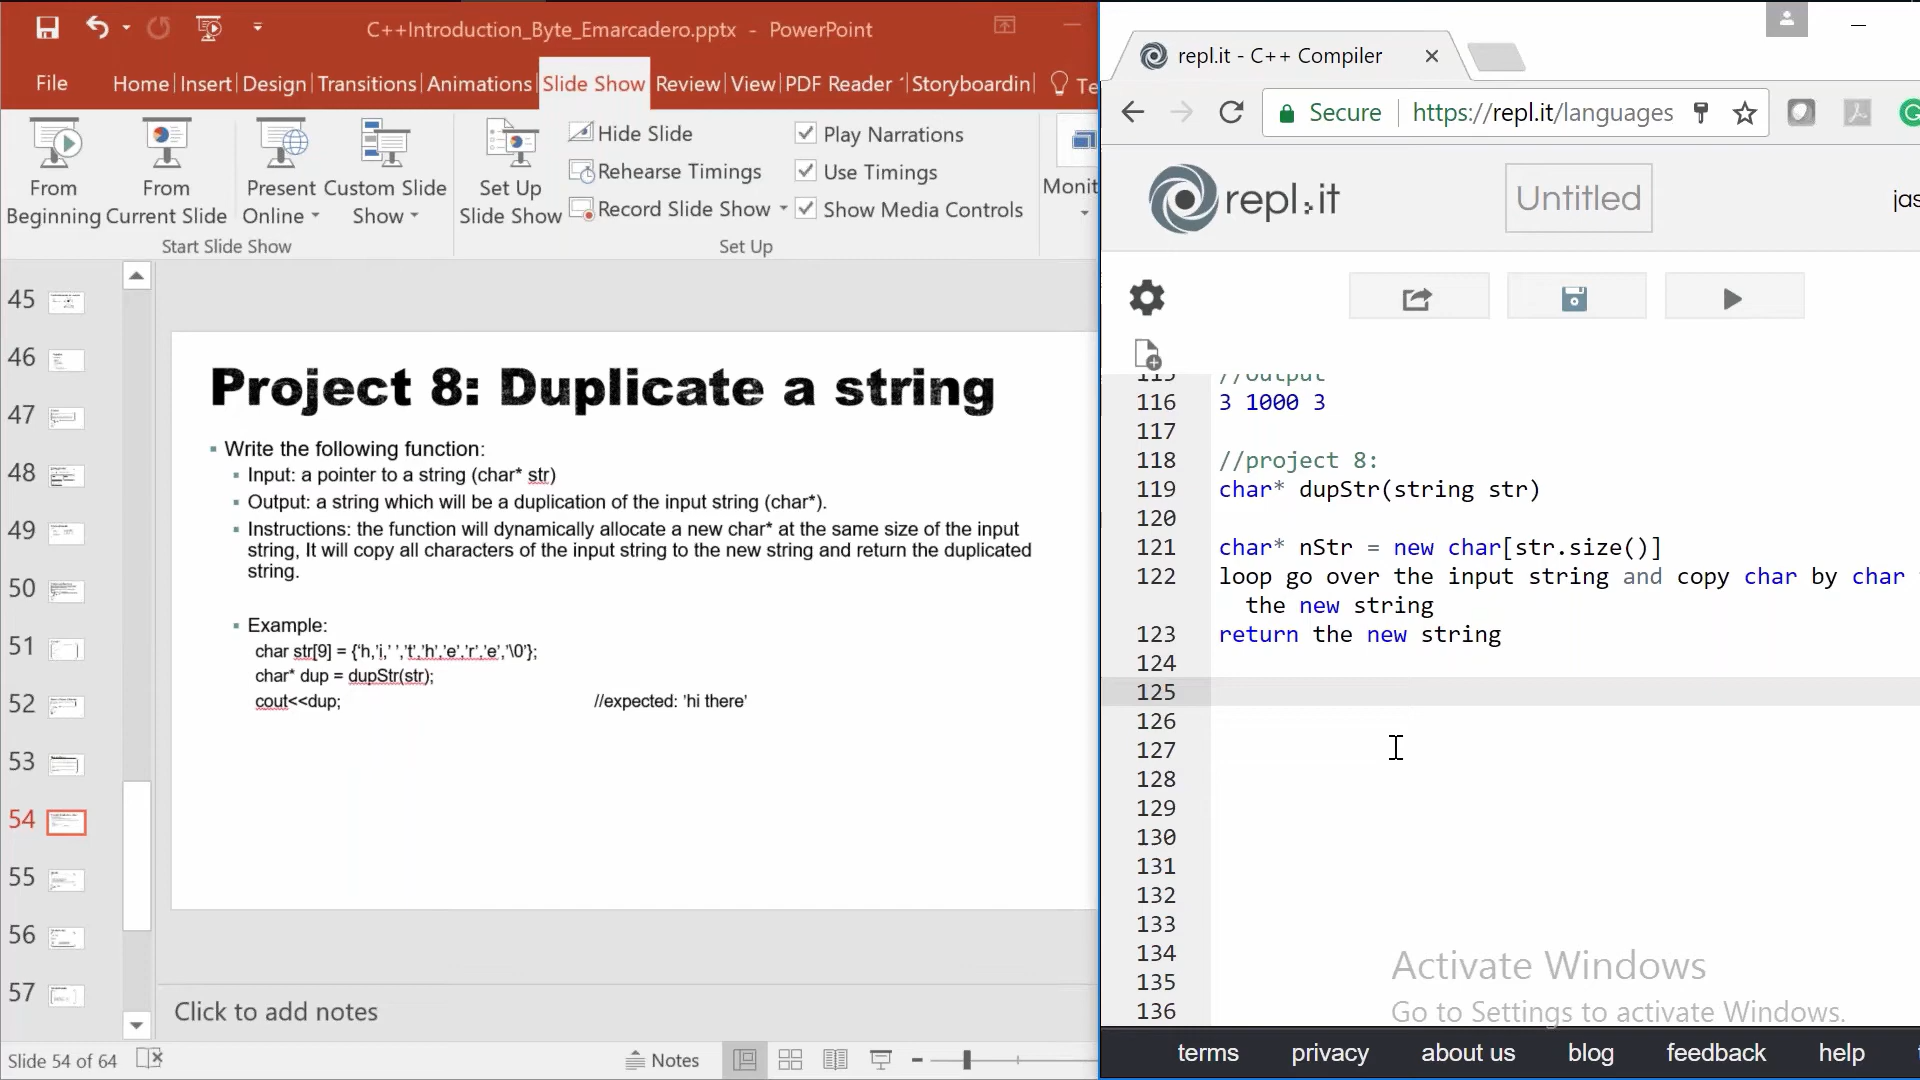 C++Introduction_Byte_Emarcadero.pptx - PowerPoint
File Home Insert Design Transitions Animations Slide Show Review View PDF Reader Storyboardin
From Beginning
From Current Slide
Present Online
Custom Slide Show
Set Up Slide Show
Hide Slide
Rehearse Timings
Record Slide Show
Play Narrations
Use Timings
Show Media Controls
Start Slide Show
Set Up
45
46
47
48
49
50
51
52
53
54
55
56
57
Project 8: Duplicate a string
Write the following function:
Input: a pointer to a string (char* str)
Output: a string which will be a duplication of the input string (char*).
Instructions: the function will dynamically allocate a new char* at the same size of the input
string, It will copy all characters of the input string to the new string and return the duplicated
string.
Example:
char str[9] = {'h,'i,' ','t','h','e','r','e','\0'};
char* dup = dupStr(str);
cout<<dup; //expected: 'hi there'
Click to add notes
Slide 54 of 64 Notes
repl.it - C++ Compiler
Secure https://repl.it/languages
repl.it
Untitled
jas
115 //output
116 3 1000 3
117
118 //project 8:
119 char* dupStr(string str)
120
121 char* nStr = new char[str.size()]
122 loop go over the input string and copy char by char
the new string
123 return the new string
124
125
126
127
128
129
130
131
132
133
134
135
136
Activate Windows
Go to Settings to activate Windows.
terms privacy about us blog feedback help